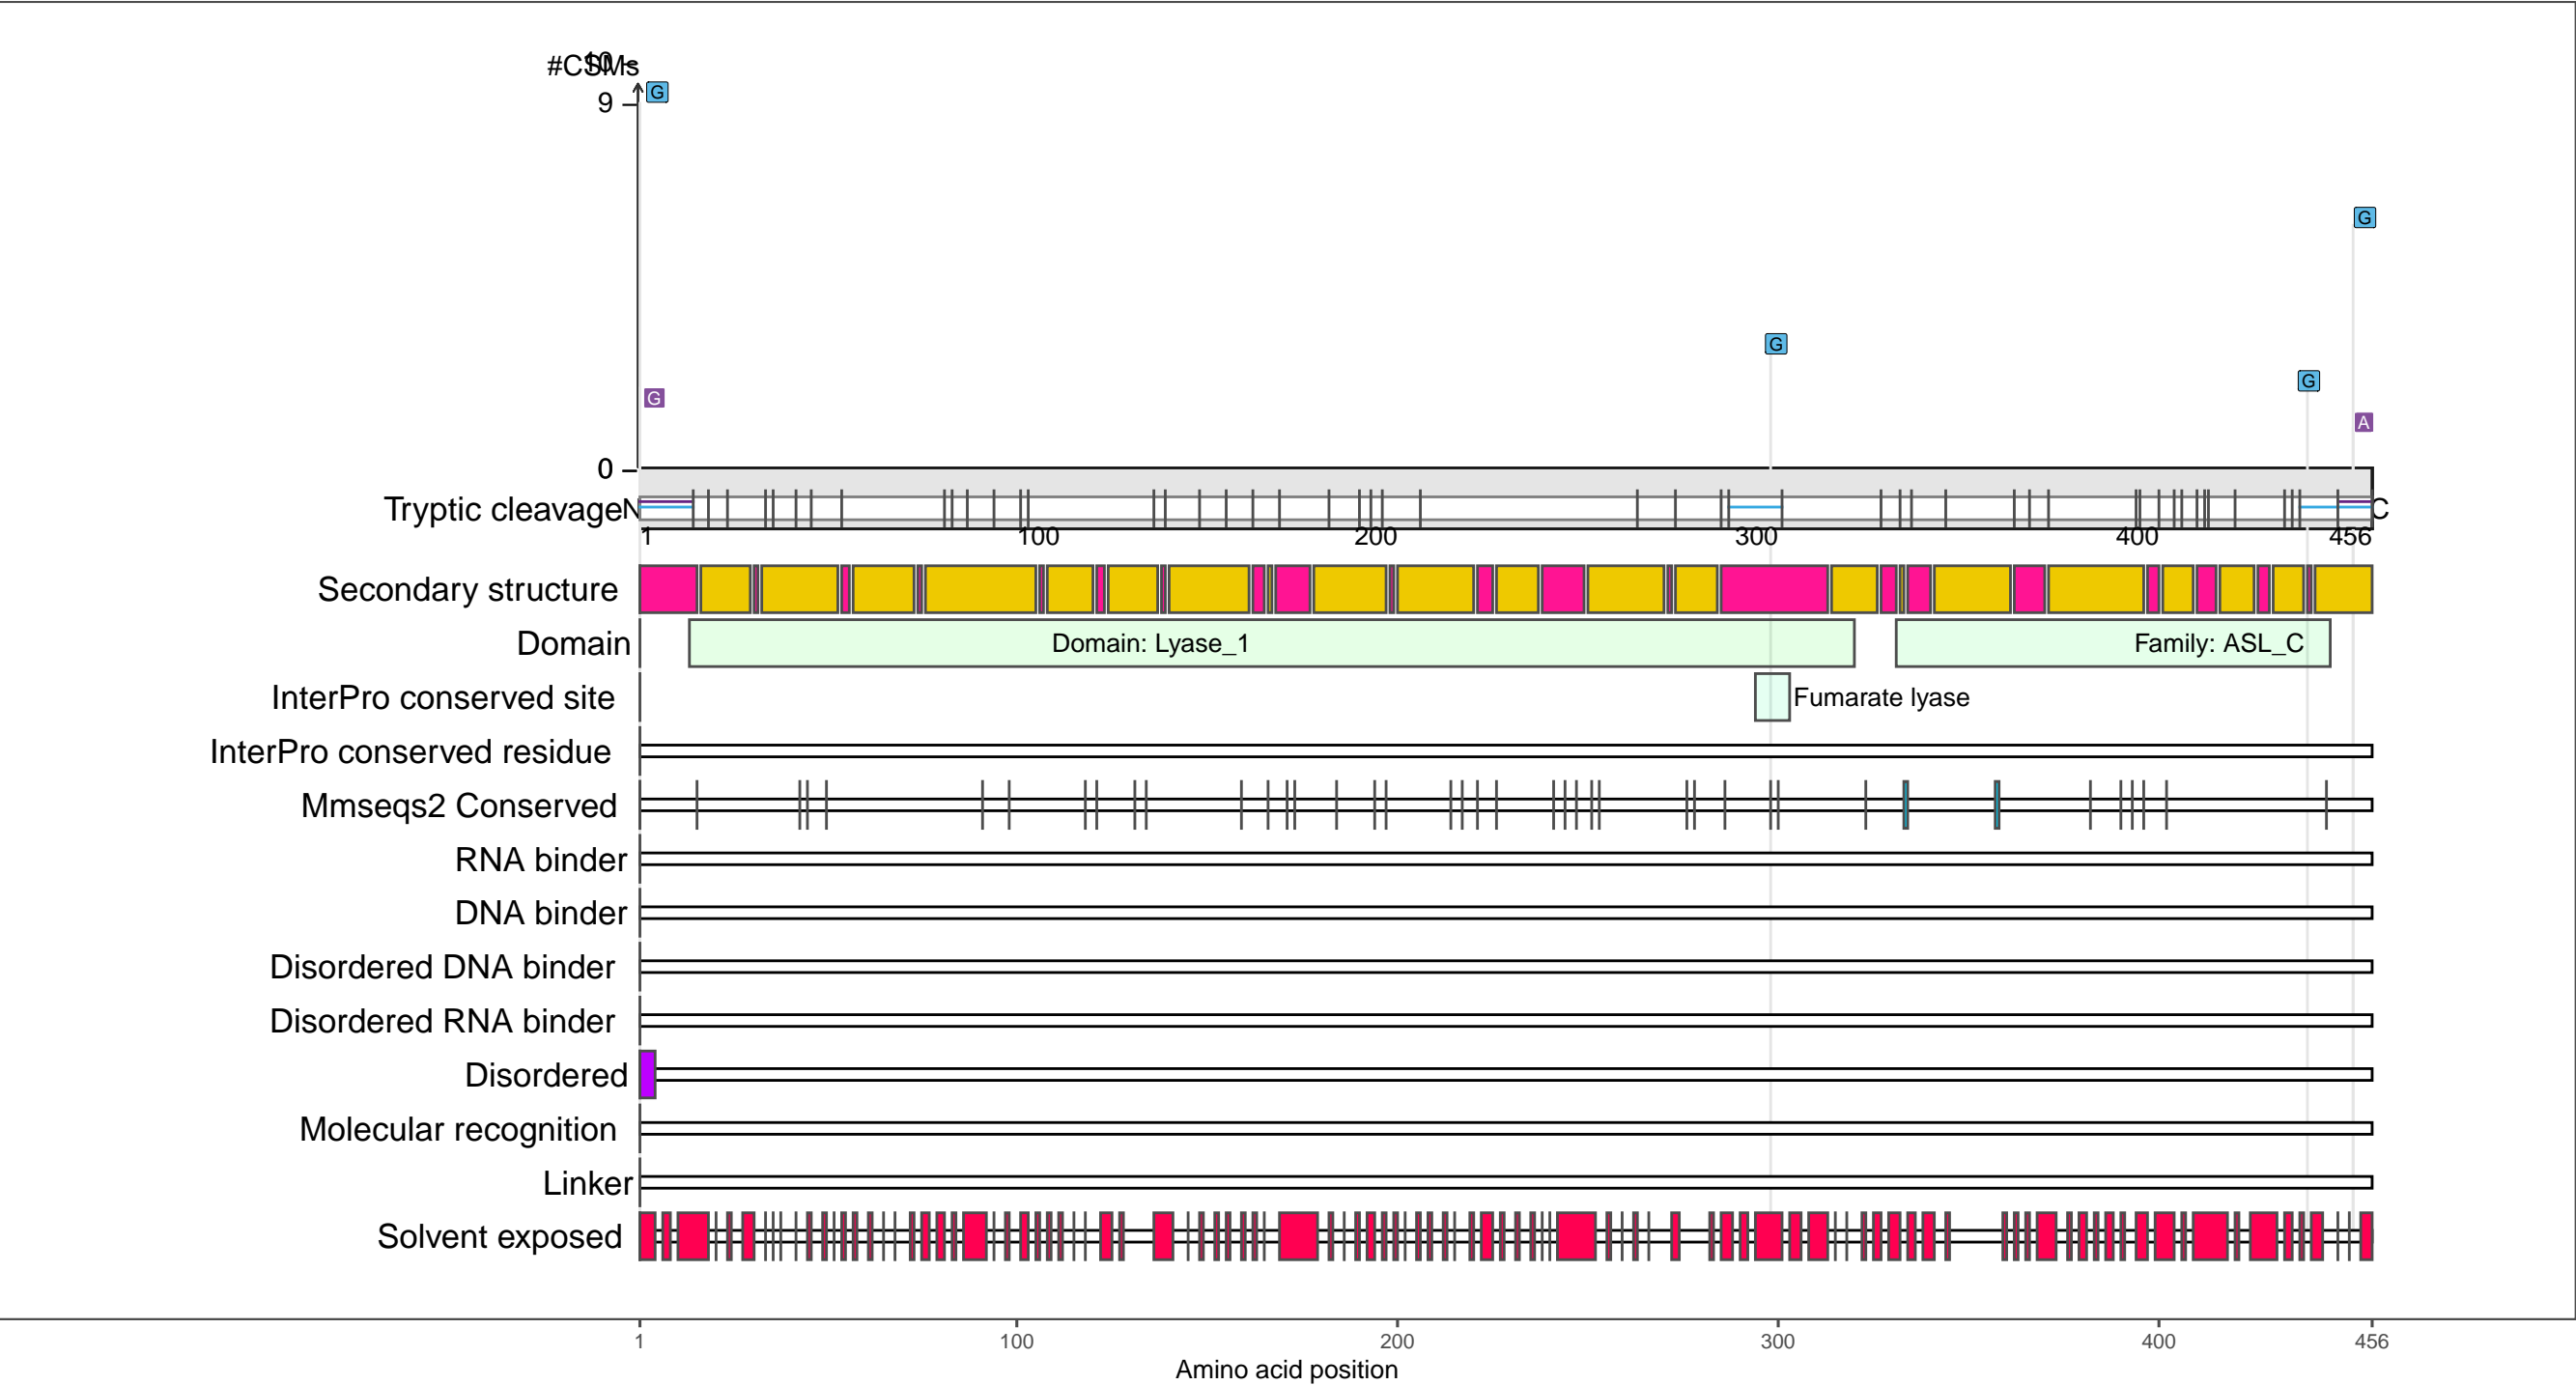 #CSMs
10
G
9
G
G
G
G
A
0
Tryptic cleavage N C
1 100 200 300 400 456
Secondary structure
Domain Domain: Lyase_1 Family: ASL_C
InterPro conserved site Fumarate lyase
InterPro conserved residue
Mmseqs2 Conserved
RNA binder
DNA binder
Disordered DNA binder
Disordered RNA binder
Disordered
Molecular recognition
Linker
Solvent exposed
1 100 200 300 400 456
Amino acid position